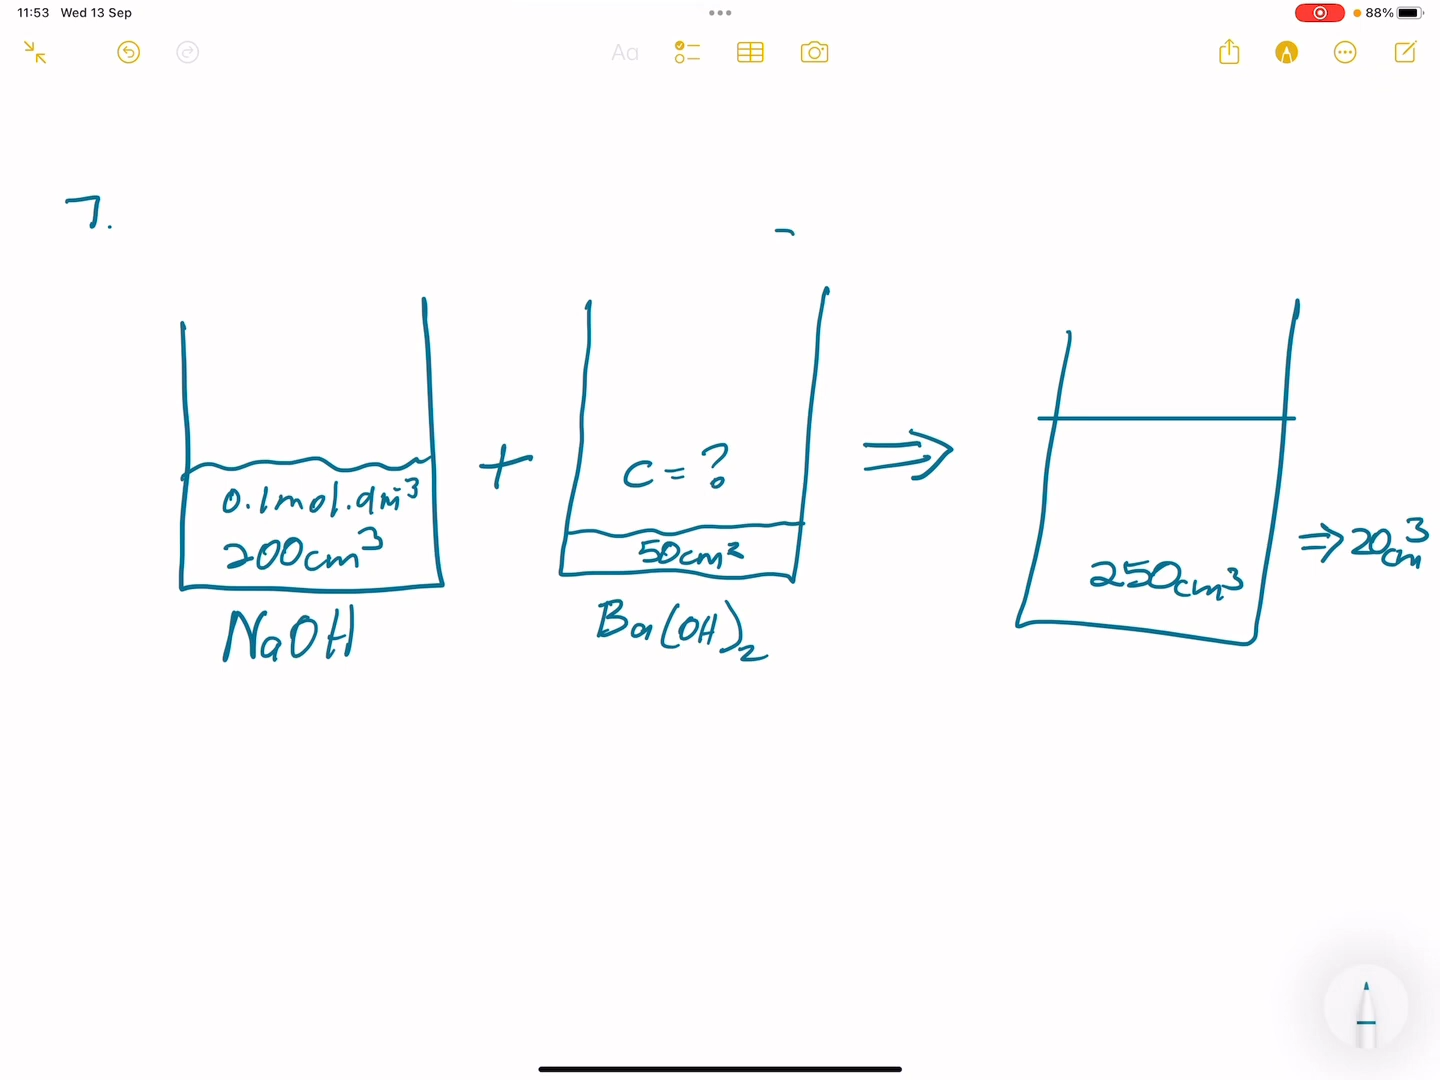 11:53 Wed 13 Sep
88%
Aa
7.
0.1mol.dm⁻³
200cm³
NaOH
+
c = ?
50cm²
Ba(OH)₂
⇒
250cm³
⇒ 20cm³